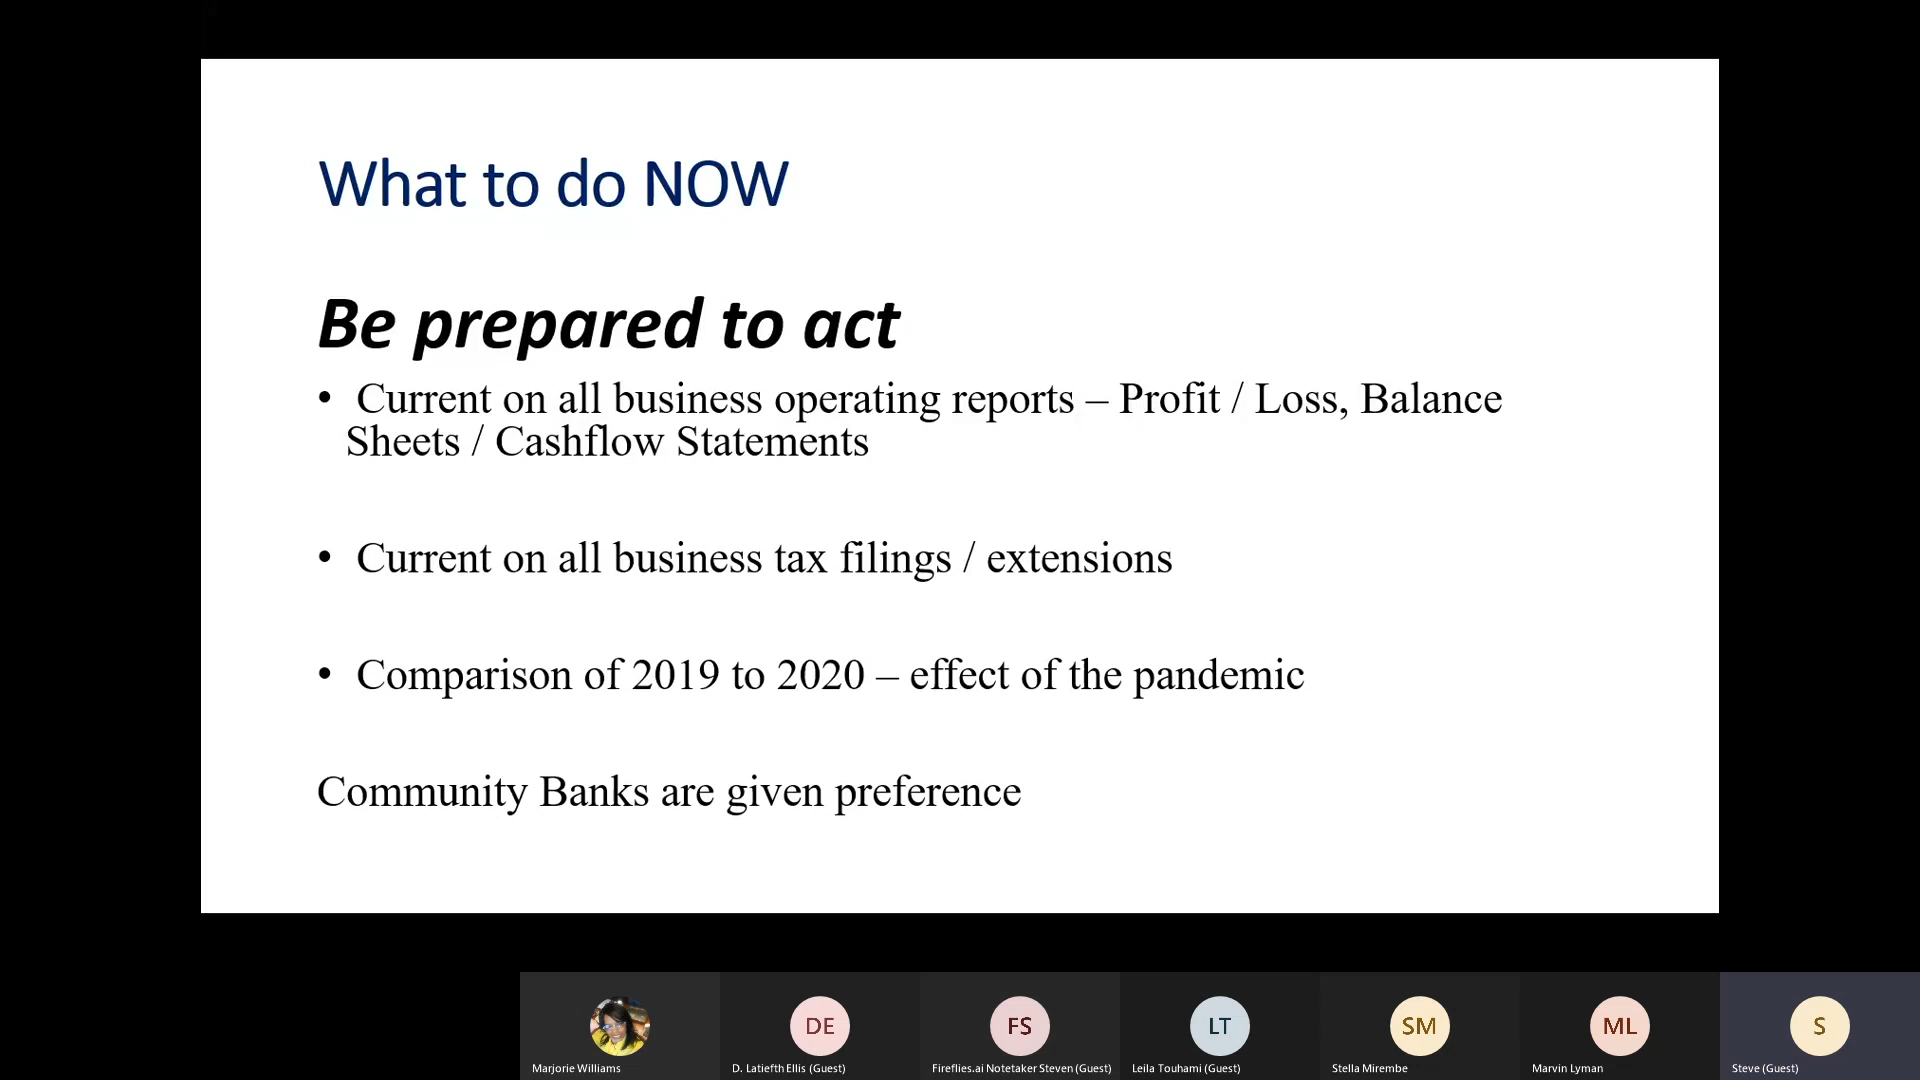 What to do NOW
Be prepared to act
• Current on all business operating reports – Profit / Loss, Balance
Sheets / Cashflow Statements
• Current on all business tax filings / extensions
• Comparison of 2019 to 2020 – effect of the pandemic
Community Banks are given preference
DE
FS
LT
SM
ML
S
Marjorie Williams
D. Latiefth Ellis (Guest)
Fireflies.ai Notetaker Steven (Guest)
Leila Touhami (Guest)
Stella Mirembe
Marvin Lyman
Steve (Guest)